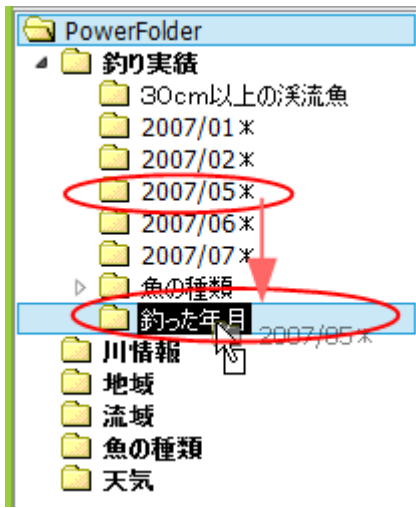 PowerFolder
釣り実績
30cm以上の渓流魚
2007/01*
2007/02*
2007/05*
2007/06*
2007/07*
魚の種類
釣った年月
2007/05*
川情報
地域
流域
魚の種類
天気